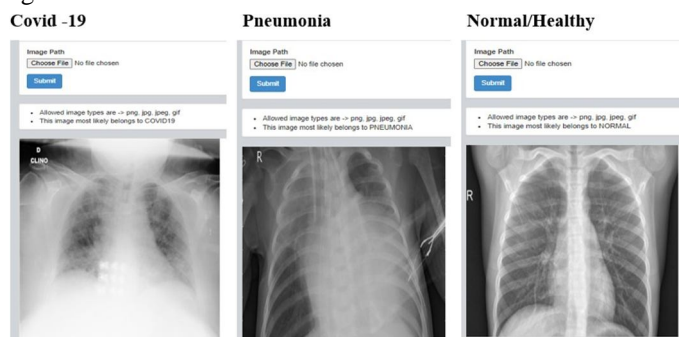 Covid -19
Image Path
Choose File No file chosen
Submit
Allowed image types are -> png. jpg. jpeg, gif
This image most likely belongs to COVID19
D
CLINO
Pneumonia
Image Path
Choose File No file chosen
Submit
Allowed image types are -> png. jpg. jpeg, gif
This image most likely belongs to PNEUMONIA
R
Normal/Healthy
Image Path
Choose File No file chosen
Submit
Allowed image types are -> png. jpg. jpeg, gif
This image most likely belongs to NORMAL
R